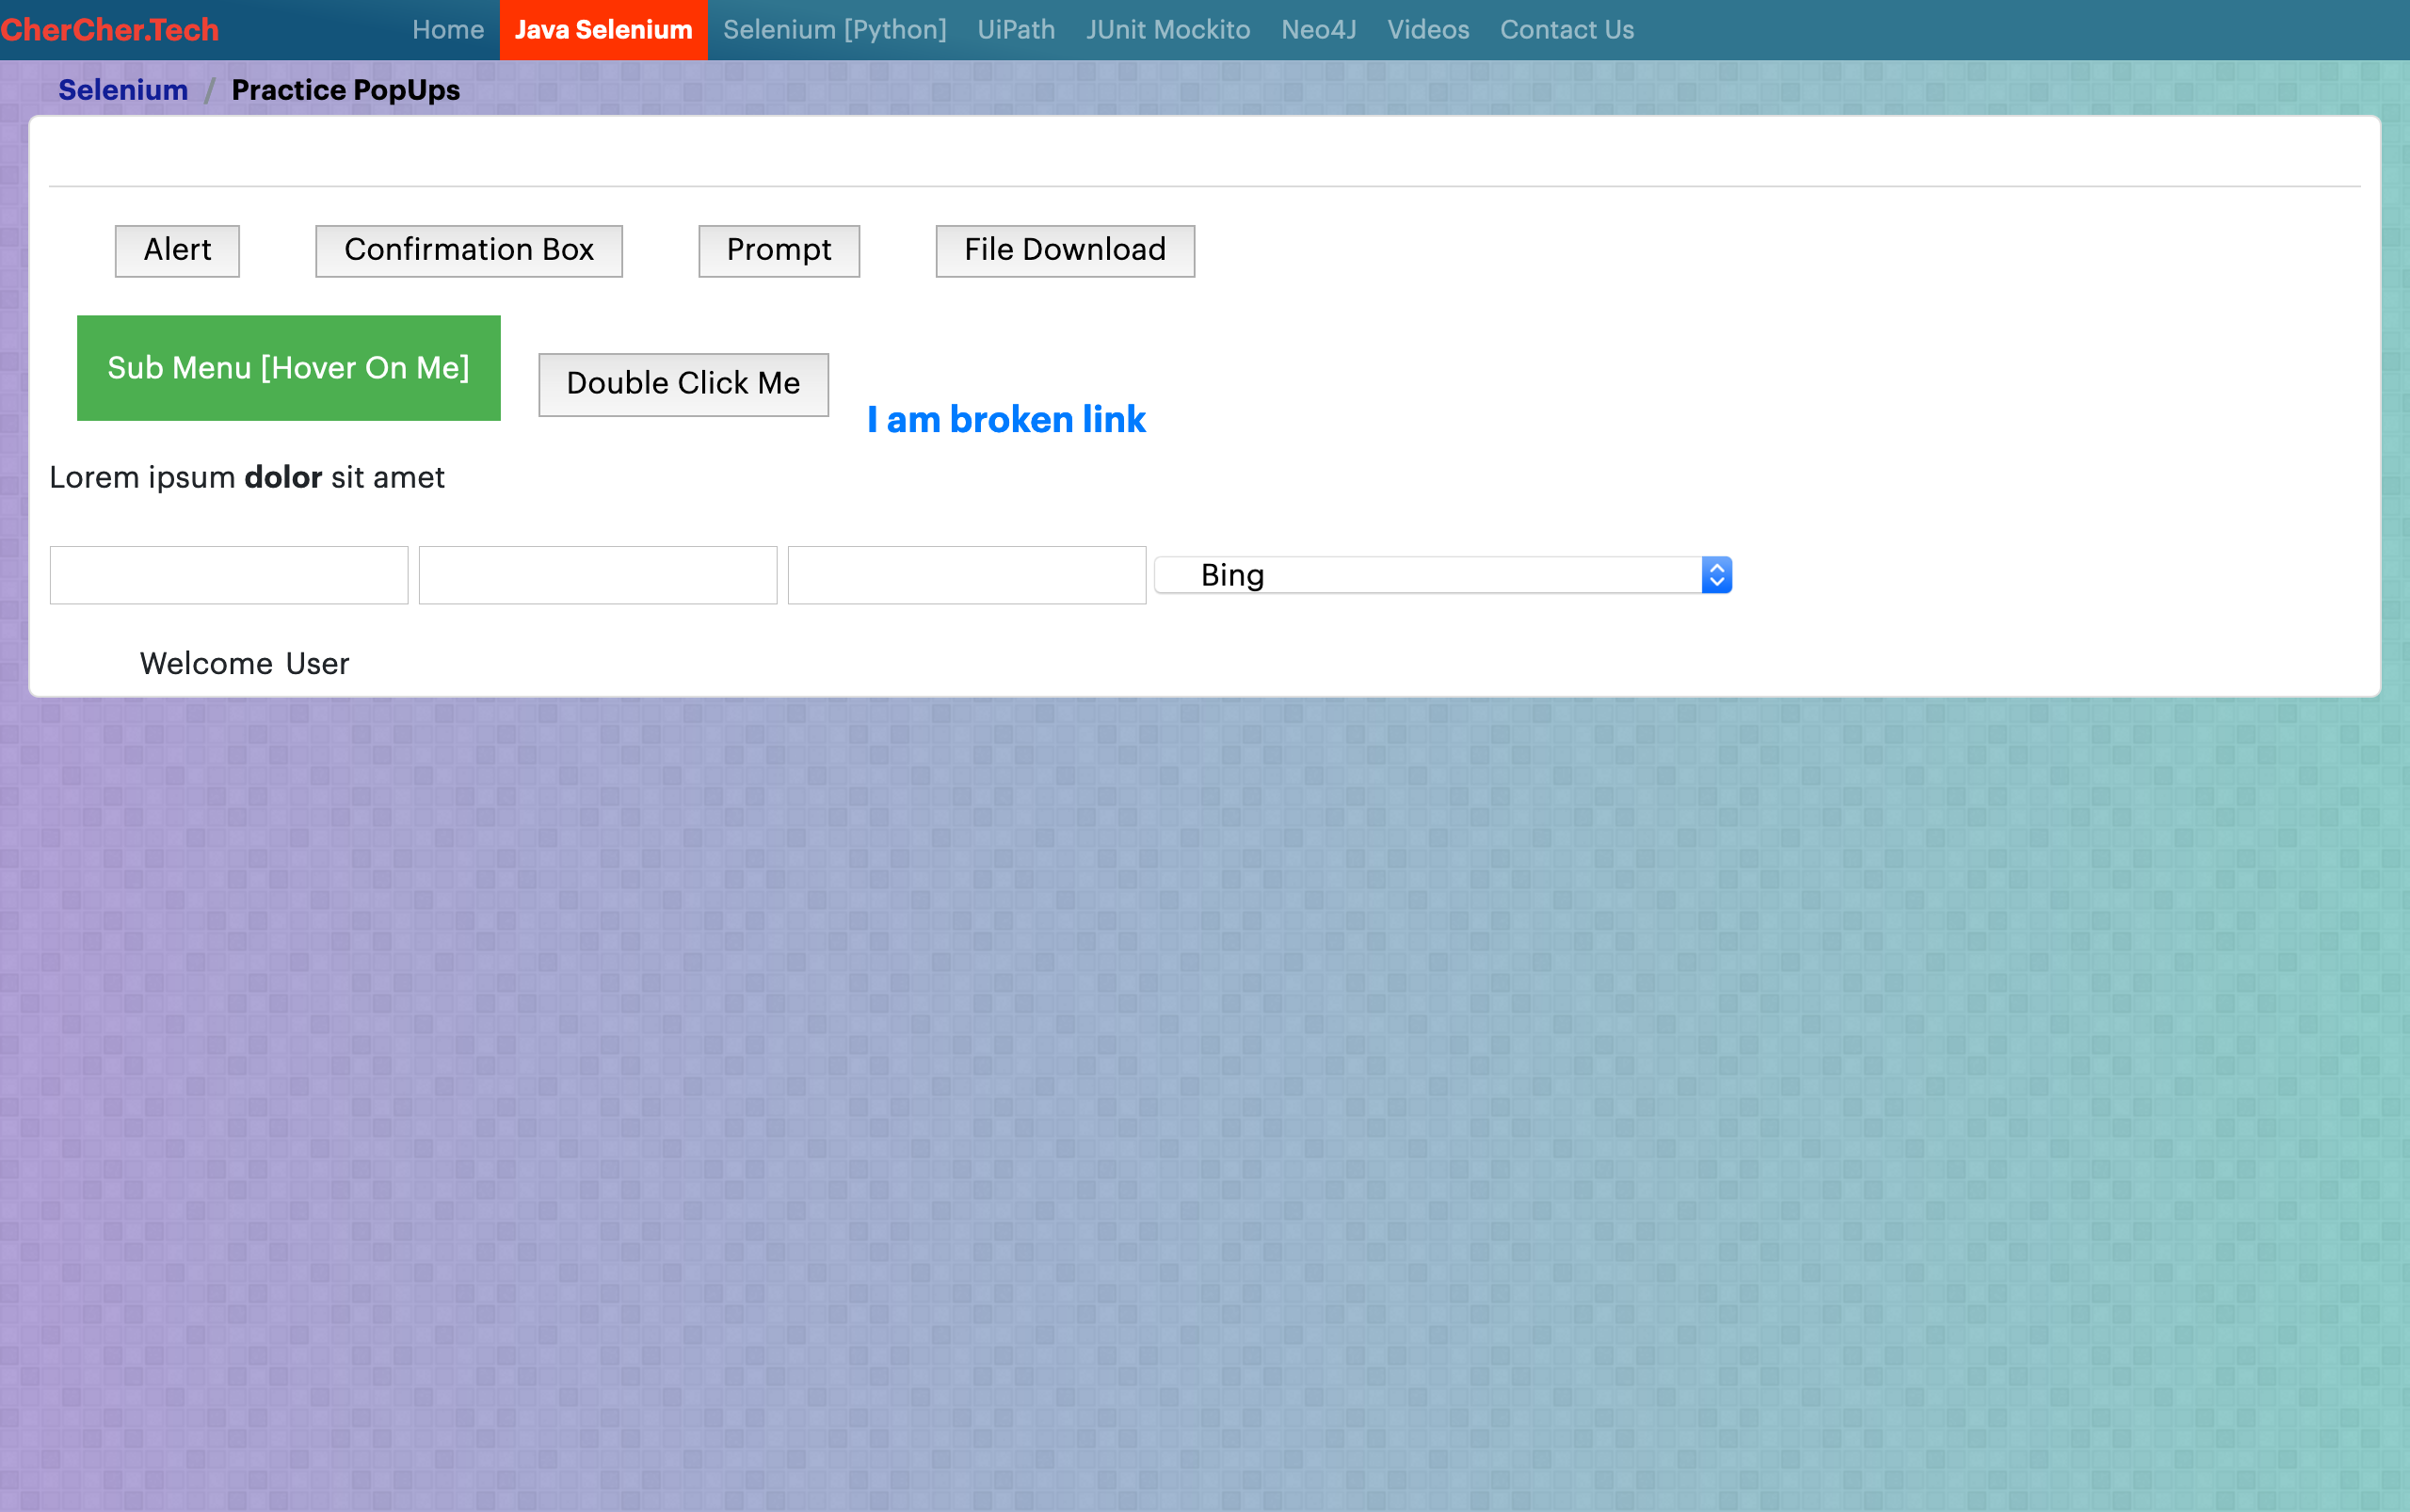 CherCher.Tech Home Java Selenium Selenium [Python] UiPath JUnit Mockito Neo4J Videos Contact Us
Selenium / Practice PopUps
Alert Confirmation Box Prompt File Download
Sub Menu [Hover On Me] Double Click Me
I am broken link
Lorem ipsum dolor sit amet
Bing
Welcome User